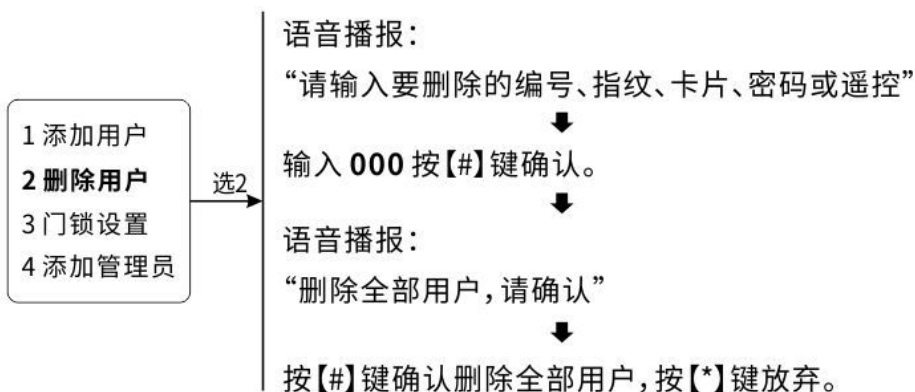 1 添加用户
2 删除用户
3 门锁设置
4 添加管理员
选2
语音播报：
“请输入要删除的编号、指纹、卡片、密码或遥控”
输入 000 按【#】键确认。
语音播报：
“删除全部用户，请确认”
按【#】键确认删除全部用户，按【*】键放弃。